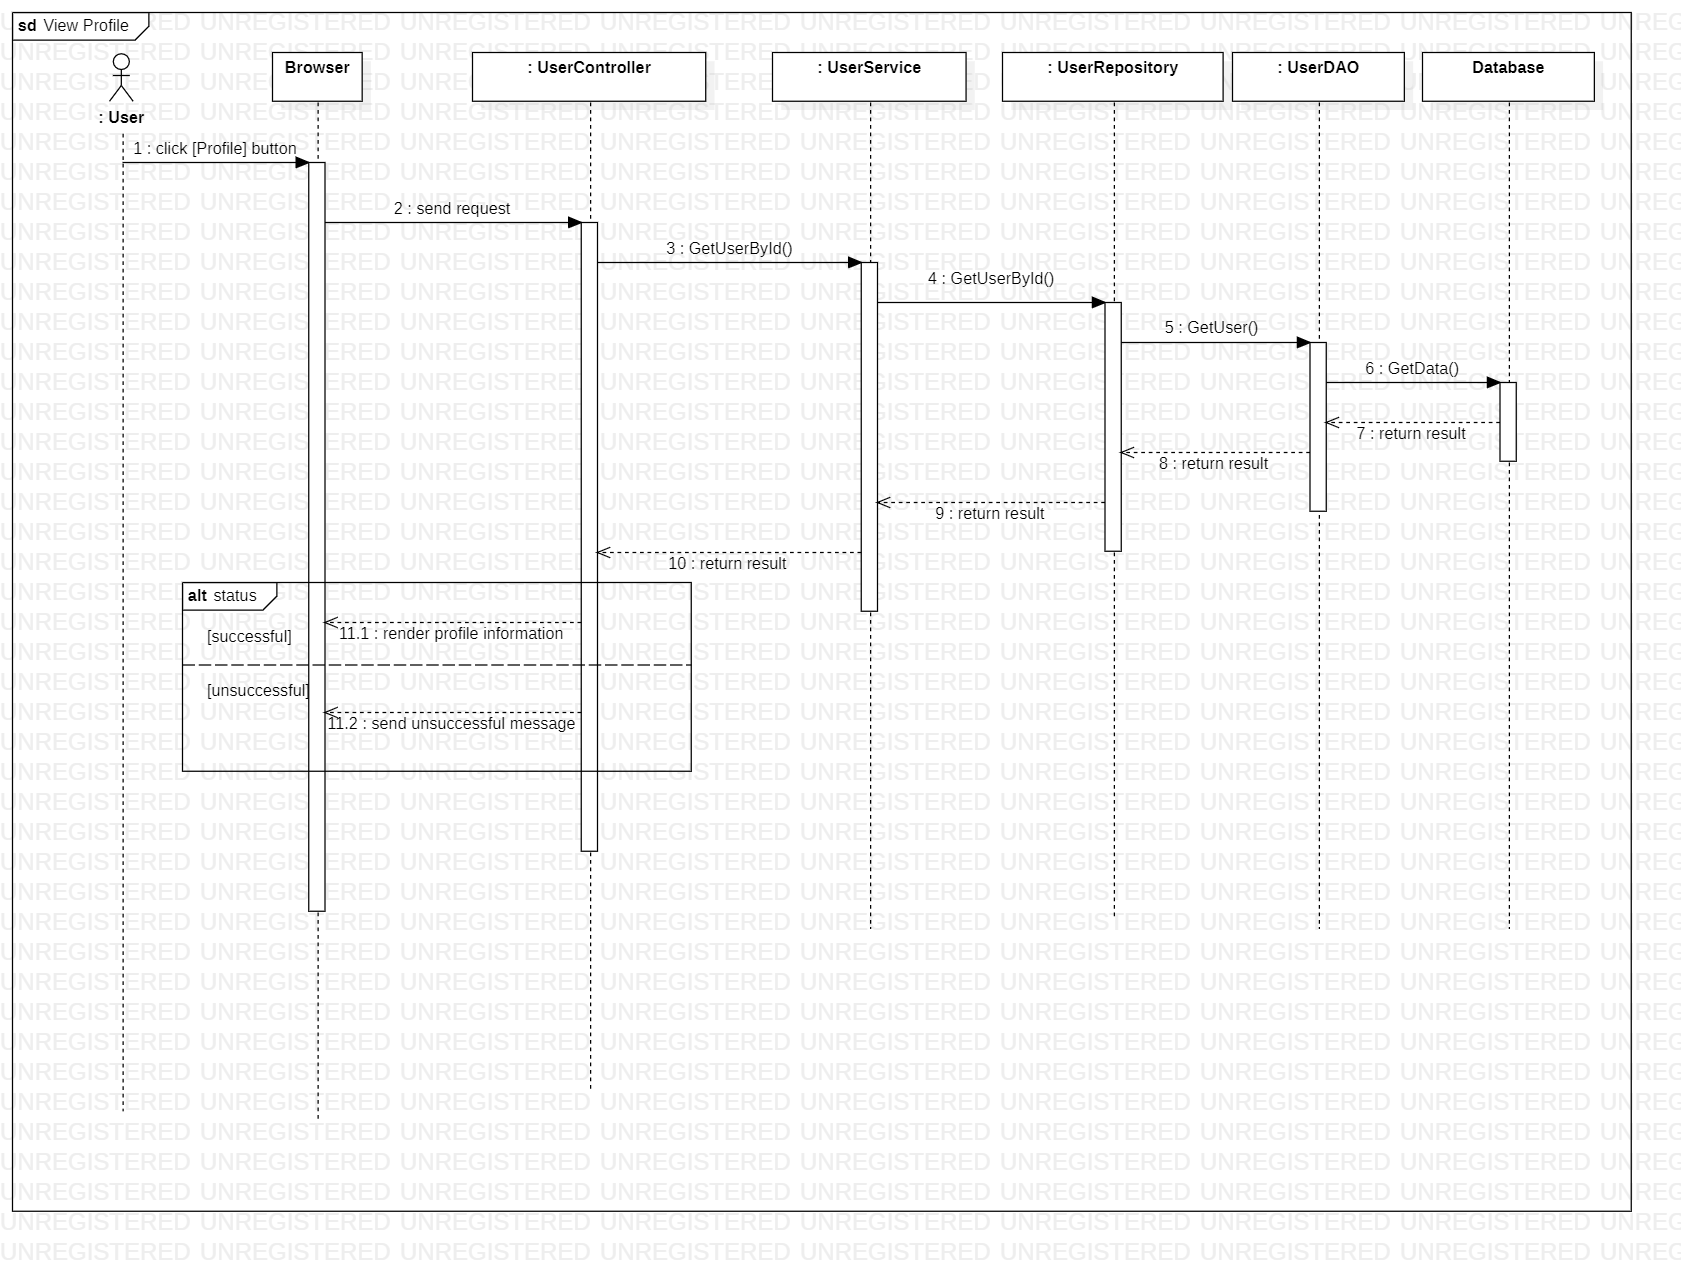 sd View Profile
: User
Browser
: UserController
: UserService
: UserRepository
: UserDAO
Database
1 : click [Profile] button
2 : send request
3 : GetUserById()
4 : GetUserById()
5 : GetUser()
6 : GetData()
7 : return result
8 : return result
9 : return result
10 : return result
alt status
[successful]
11.1 : render profile information
[unsuccessful]
11.2 : send unsuccessful message
UNREGISTERED